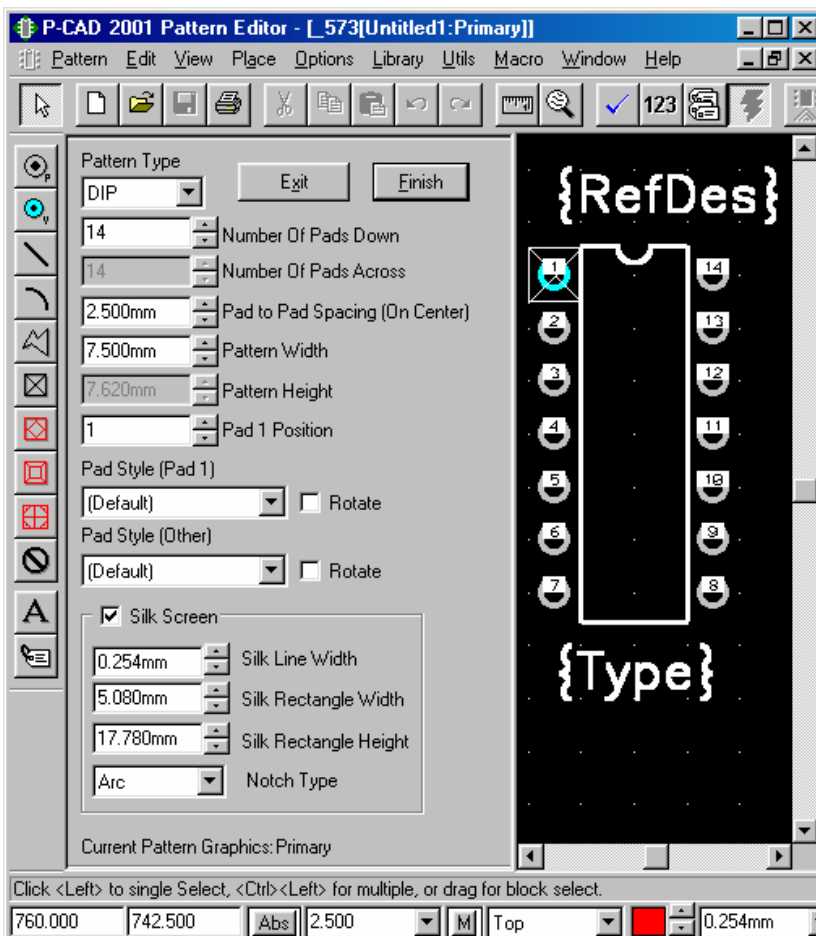 P-CAD 2001 Pattern Editor - [_573[Untitled1:Primary]]
Pattern Edit View Place Options Library Utils Macro Window Help
123
Pattern Type
DIP
Exit
Finish
14 Number Of Pads Down
14 Number Of Pads Across
2.500mm Pad to Pad Spacing (On Center)
7.500mm Pattern Width
7.620mm Pattern Height
1 Pad 1 Position
Pad Style (Pad 1)
(Default) Rotate
Pad Style (Other)
(Default) Rotate
Silk Screen
0.254mm Silk Line Width
5.080mm Silk Rectangle Width
17.780mm Silk Rectangle Height
Arc Notch Type
Current Pattern Graphics: Primary
{RefDes}
1 14
2 13
3 12
4 11
5 10
6 9
7 8
{Type}
P
V
A
Click <Left> to single Select, <Ctrl><Left> for multiple, or drag for block select.
760.000 742.500 Abs 2.500 M Top 0.254mm